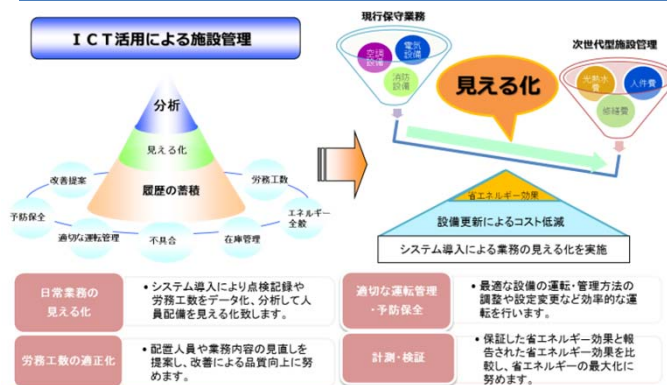 ICT活用による施設管理
分析
見える化
履歴の蓄積
改善提案
労務工数
予防保全
適切な運転管理
不具合
在庫管理
エネルギー
全般
現行保守業務
空調
設備
電気
設備
消防
設備
見える化
次世代型施設管理
光熱水
費
人件費
修繕費
省エネルギー効果
設備更新によるコスト低減
システム導入による業務の見える化を実施
日常業務の
見える化
・システム導入により点検記録や
労務工数をデータ化、分析して人
員配備を見える化致します。
労務工数の適正化
・配置人員や業務内容の見直しを
提案し、改善による品質向上に努
めます。
適切な運転管理
・予防保全
・最適な設備の運転・管理方法の
調整や設定変更など効率的な運
転を行います。
計測・検証
・保証した省エネルギー効果と報
告された省エネルギー効果を比
較し、省エネルギーの最大化に
努めます。